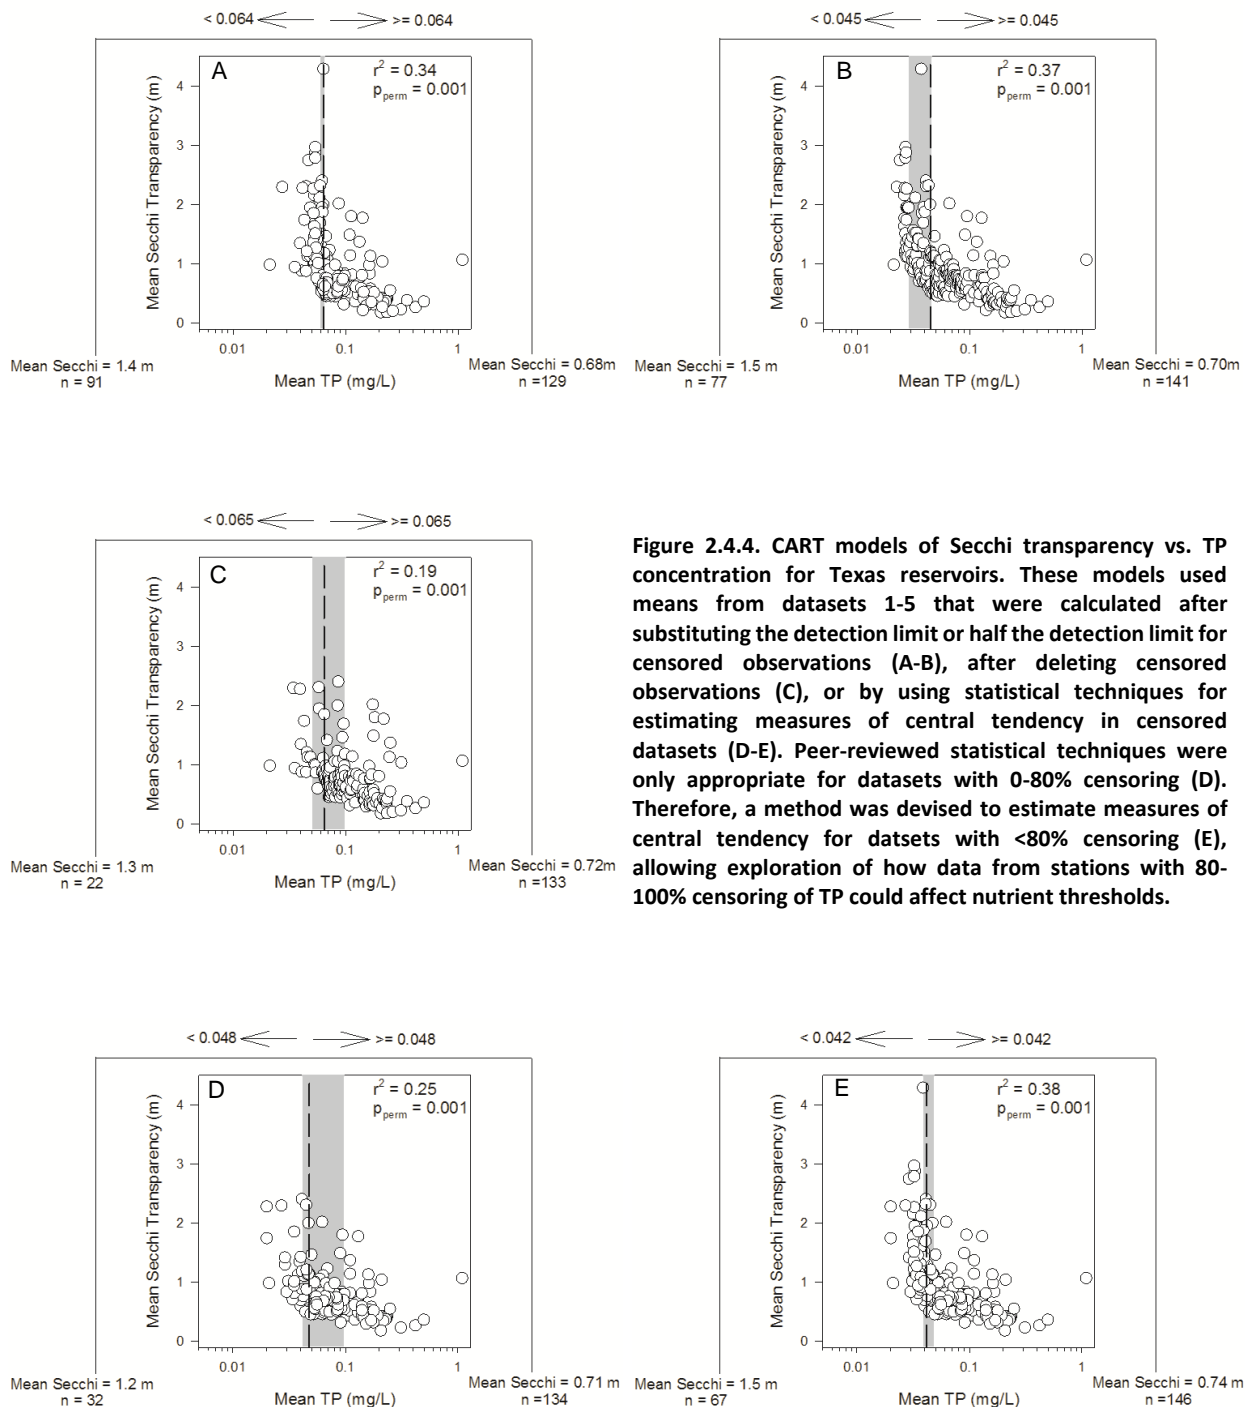 < 0.064 >= 0.064
A
r² = 0.34
p_perm = 0.001
Mean Secchi Transparency (m)
4
3
2
1
0
0.01 0.1 1
Mean TP (mg/L)
Mean Secchi = 1.4 m
n = 91
Mean Secchi = 0.68m
n =129
< 0.045 >= 0.045
B
r² = 0.37
p_perm = 0.001
Mean Secchi Transparency (m)
4
3
2
1
0
0.01 0.1 1
Mean TP (mg/L)
Mean Secchi = 1.5 m
n = 77
Mean Secchi = 0.70m
n =141
< 0.065 >= 0.065
C
r² = 0.19
p_perm = 0.001
Mean Secchi Transparency (m)
4
3
2
1
0
0.01 0.1 1
Mean TP (mg/L)
Mean Secchi = 1.3 m
n = 22
Mean Secchi = 0.72m
n =133
Figure 2.4.4. CART models of Secchi transparency vs. TP
concentration for Texas reservoirs. These models used
means from datasets 1-5 that were calculated after
substituting the detection limit or half the detection limit for
censored observations (A-B), after deleting censored
observations (C), or by using statistical techniques for
estimating measures of central tendency in censored
datasets (D-E). Peer-reviewed statistical techniques were
only appropriate for datasets with 0-80% censoring (D).
Therefore, a method was devised to estimate measures of
central tendency for datsets with <80% censoring (E),
allowing exploration of how data from stations with 80-
100% censoring of TP could affect nutrient thresholds.
< 0.048 >= 0.048
D
r² = 0.25
p_perm = 0.001
Mean Secchi Transparency (m)
4
3
2
1
0
0.01 0.1 1
Mean TP (mg/L)
Mean Secchi = 1.2 m
n = 32
Mean Secchi = 0.71 m
n =134
< 0.042 >= 0.042
E
r² = 0.38
p_perm = 0.001
Mean Secchi Transparency (m)
4
3
2
1
0
0.01 0.1 1
Mean TP (mg/L)
Mean Secchi = 1.5 m
n = 67
Mean Secchi = 0.74 m
n =146